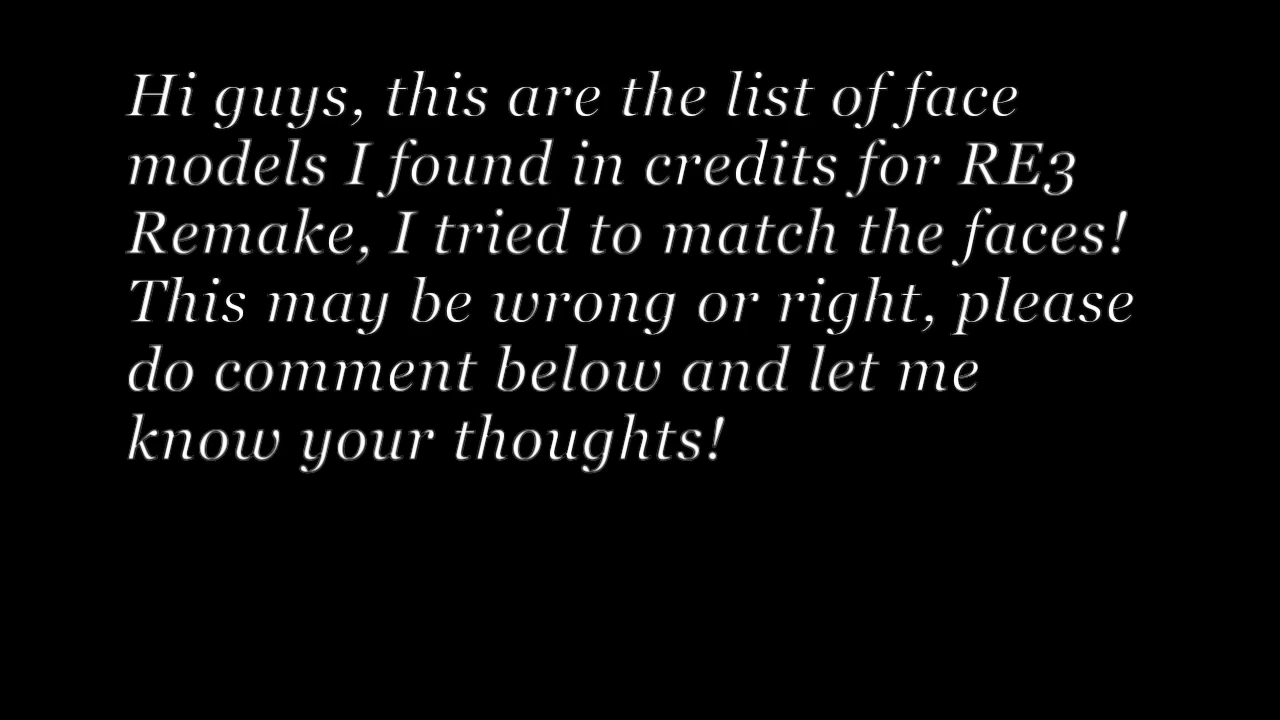 Hi guys, this are the list of face
models I found in credits for RE3
Remake, I tried to match the faces!
This may be wrong or right, please
do comment below and let me
know your thoughts!